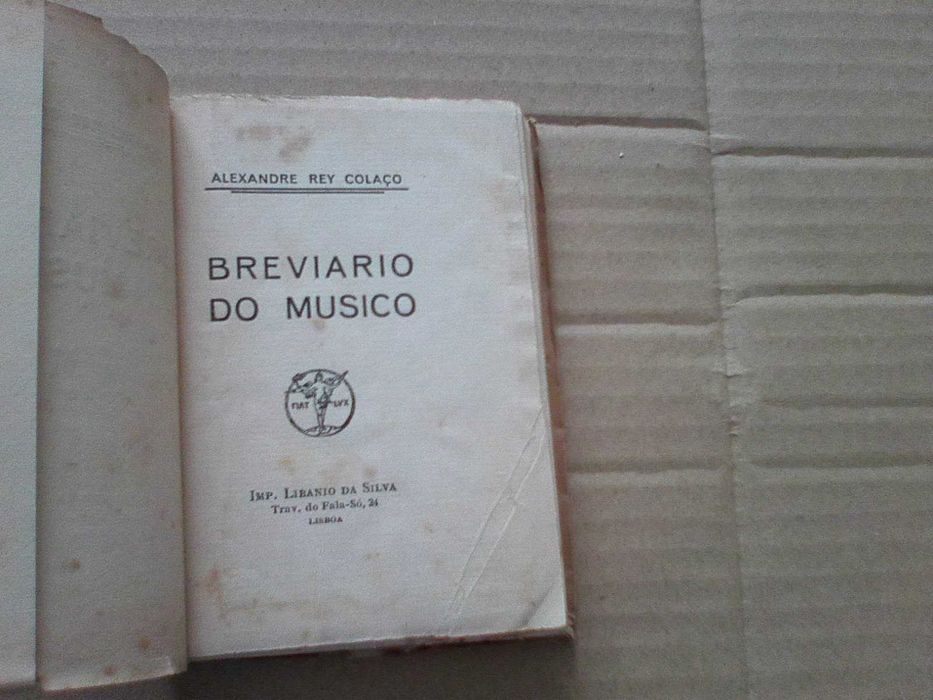 ALEXANDRE REY COLAÇO
BREVIARIO
DO MUSICO
FIAT LVX
IMP. LIBANIO DA SILVA
Trav. do Fala-Só, 24
LISBOA